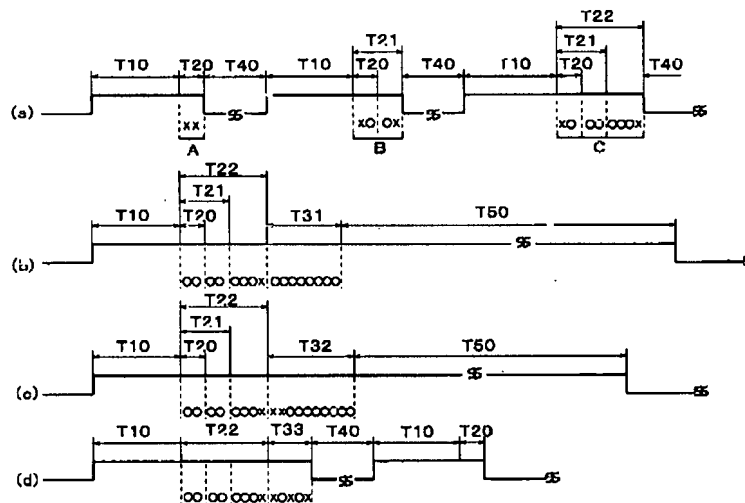 T22
T21
T21
T10 T20 T40 T10 T20 T40 T10 T20 T40
(a)
xx xo ox xo oo ooox
A B C
T22
T21
T10 T20 T31 T50
(b)
oo oo ooox oooooooo
T22
T21
T10 T20 T32 T50
(c)
oo oo ooox xxoooooooo
T10 T22 T33 T40 T10 T20
(d)
oo oo ooox xoxox